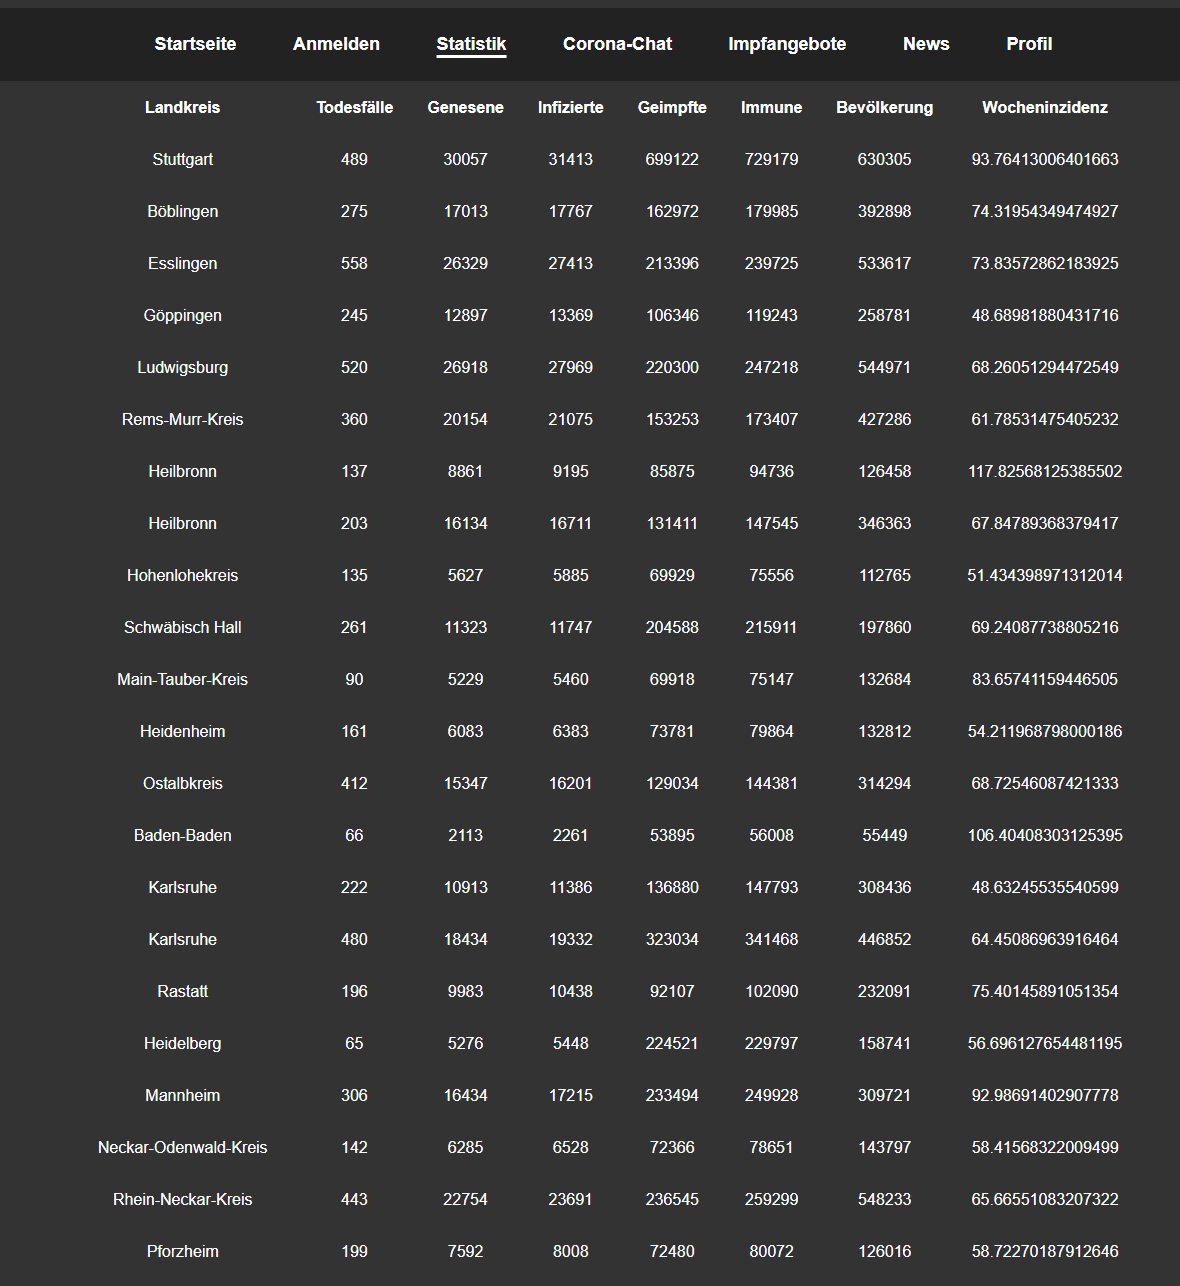 Startseite Anmelden Statistik Corona-Chat Impfangebote News Profil
Landkreis Todesfälle Genesene Infizierte Geimpfte Immune Bevölkerung Wocheninzidenz
Stuttgart 489 30057 31413 699122 729179 630305 93.76413006401663
Böblingen 275 17013 17767 162972 179985 392898 74.31954349474927
Esslingen 558 26329 27413 213396 239725 533617 73.83572862183925
Göppingen 245 12897 13369 106346 119243 258781 48.68981880431716
Ludwigsburg 520 26918 27969 220300 247218 544971 68.26051294472549
Rems-Murr-Kreis 360 20154 21075 153253 173407 427286 61.78531475405232
Heilbronn 137 8861 9195 85875 94736 126458 117.82568125385502
Heilbronn 203 16134 16711 131411 147545 346363 67.84789368379417
Hohenlohekreis 135 5627 5885 69929 75556 112765 51.434398971312014
Schwäbisch Hall 261 11323 11747 204588 215911 197860 69.24087738805216
Main-Tauber-Kreis 90 5229 5460 69918 75147 132684 83.65741159446505
Heidenheim 161 6083 6383 73781 79864 132812 54.211968798000186
Ostalbkreis 412 15347 16201 129034 144381 314294 68.72546087421333
Baden-Baden 66 2113 2261 53895 56008 55449 106.40408303125395
Karlsruhe 222 10913 11386 136880 147793 308436 48.63245535540599
Karlsruhe 480 18434 19332 323034 341468 446852 64.45086963916464
Rastatt 196 9983 10438 92107 102090 232091 75.40145891051354
Heidelberg 65 5276 5448 224521 229797 158741 56.696127654481195
Mannheim 306 16434 17215 233494 249928 309721 92.98691402907778
Neckar-Odenwald-Kreis 142 6285 6528 72366 78651 143797 58.41568322009499
Rhein-Neckar-Kreis 443 22754 23691 236545 259299 548233 65.66551083207322
Pforzheim 199 7592 8008 72480 80072 126016 58.72270187912646